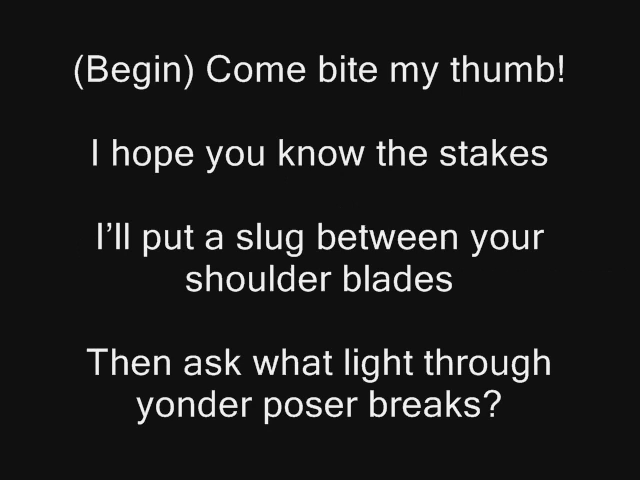 (Begin) Come bite my thumb!
I hope you know the stakes
I’ll put a slug between your
shoulder blades
Then ask what light through
yonder poser breaks?